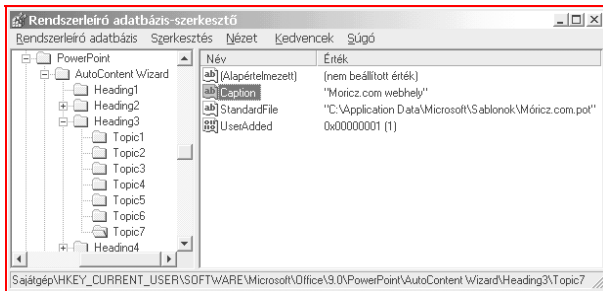 Rendszerleíró adatbázis-szerkesztő
Rendszerleíró adatbázis Szerkesztés Nézet Kedvencek Súgó
PowerPoint
AutoContent Wizard
Heading1
Heading2
Heading3
Topic1
Topic2
Topic3
Topic4
Topic5
Topic6
Topic7
Heading4
Név Érték
(Alapértelmezett) (nem beállított érték)
Caption "Moricz.com webhely"
StandardFile "C:\Application Data\Microsoft\Sablonok\Móricz.com.pot"
UserAdded 0x00000001 (1)
Sajátgép\HKEY_CURRENT_USER\SOFTWARE\Microsoft\Office\9.0\PowerPoint\AutoContent Wizard\Heading3\Topic7